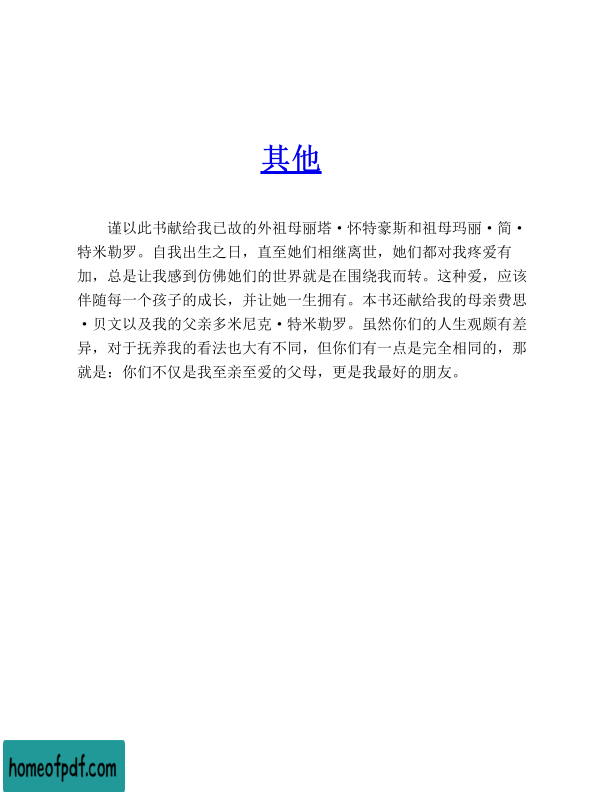 其他
谨以此书献给我已故的外祖母丽塔·怀特豪斯和祖母玛丽·简·
特米勒罗。自我出生之日，直至她们相继离世，她们都对我疼爱有
加，总是让我感到仿佛她们的世界就是在围绕我而转。这种爱，应该
伴随每一个孩子的成长，并让她一生拥有。本书还献给我的母亲费思
·贝文以及我的父亲多米尼克·特米勒罗。虽然你们的人生观颇有差
异，对于抚养我的看法也大有不同，但你们有一点是完全相同的，那
就是：你们不仅是我至亲至爱的父母，更是我最好的朋友。
homeofpdf.com